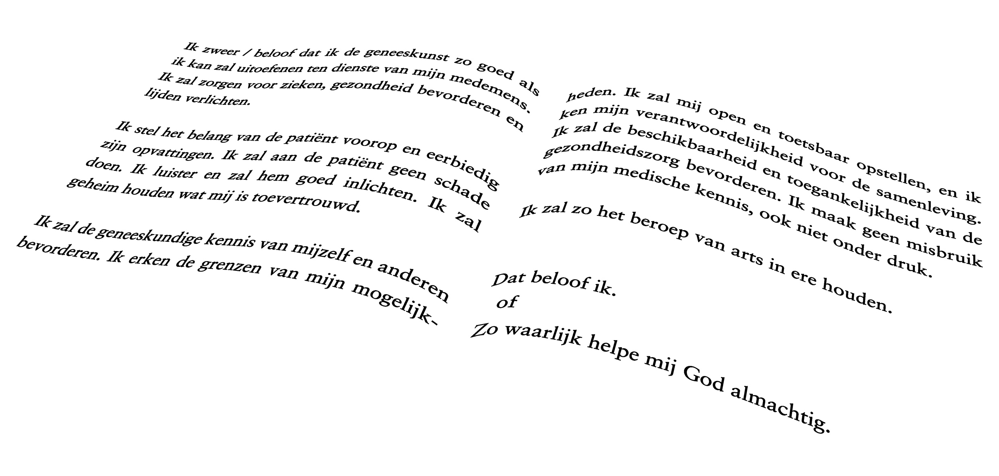 Ik zweer / beloof dat ik de geneeskunst zo goed als
ik kan zal uitoefenen ten dienste van mijn medemens.
Ik zal zorgen voor zieken, gezondheid bevorderen en
lijden verlichten.
Ik stel het belang van de patiënt voorop en eerbiedig
zijn opvattingen. Ik zal aan de patiënt geen schade
doen. Ik luister en zal hem goed inlichten. Ik zal
geheim houden wat mij is toevertrouwd.
Ik zal de geneeskundige kennis van mijzelf en anderen
bevorderen. Ik erken de grenzen van mijn mogelijk-
heden. Ik zal mij open en toetsbaar opstellen, en ik
ken mijn verantwoordelijkheid voor de samenleving.
Ik zal de beschikbaarheid en toegankelijkheid van de
gezondheidszorg bevorderen. Ik maak geen misbruik
van mijn medische kennis, ook niet onder druk.
Ik zal zo het beroep van arts in ere houden.
Dat beloof ik.
of
Zo waarlijk helpe mij God almachtig.